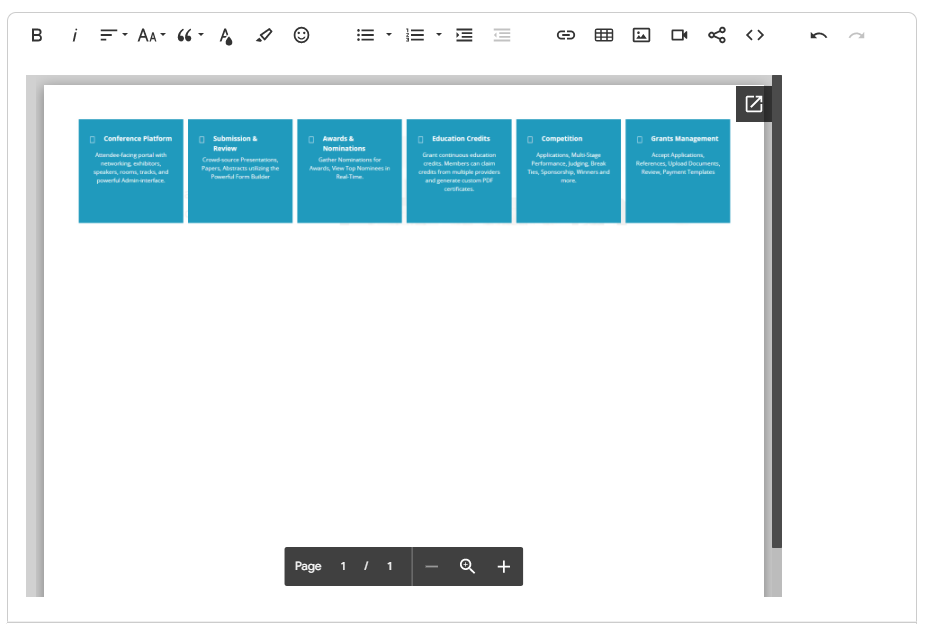 B i AA
Conference Platform
Attendee-facing portal with
networking, exhibitors,
speakers, rooms, tracks, and
powerful Admin interface.
Submission &
Review
Crowd-source Presentations,
Papers, Abstracts utilizing the
Powerful Form Builder
Awards &
Nominations
Gather Nominations for
Awards, View Top Nominees in
Real-Time.
Education Credits
Grant continuous education
credits. Members can claim
credits from multiple providers
and generate custom PDF
certificates.
Competition
Applications, Multi-Stage
Performance, Judging, Break
Ties, Sponsorship, Winners and
more.
Grants Management
Accept Applications,
References, Upload Documents,
Review, Payment Templates
Page 1 / 1